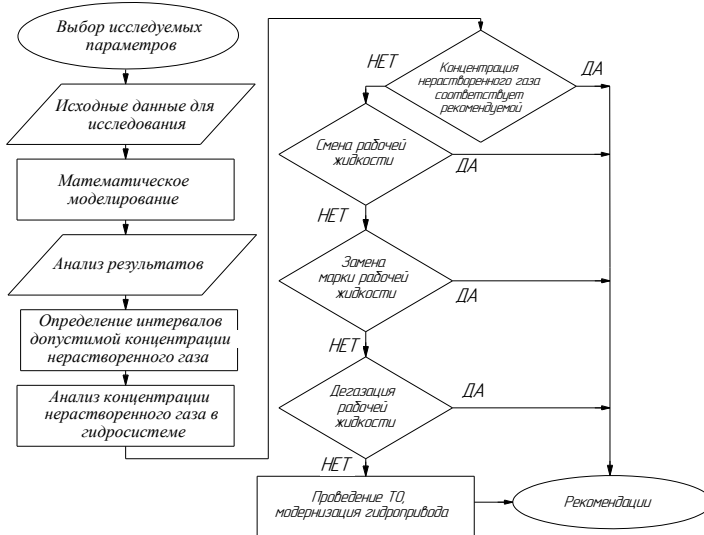 Выбор исследуемых
параметров
Исходные данные для
исследования
Математическое
моделирование
Анализ результатов
Определение интервалов
допустимой концентрации
нерастворенного газа
Анализ концентрации
нерастворенного газа в
гидросистеме
НЕТ
Концентрация
нерастворенного газа
соответствует
рекомендуемой
ДА
Смена рабочей
жидкости
ДА
НЕТ
Замена
марки рабочей
жидкости
ДА
НЕТ
Дегазация
рабочей
жидкости
ДА
НЕТ
Проведение ТО,
модернизация гидропривода
Рекомендации